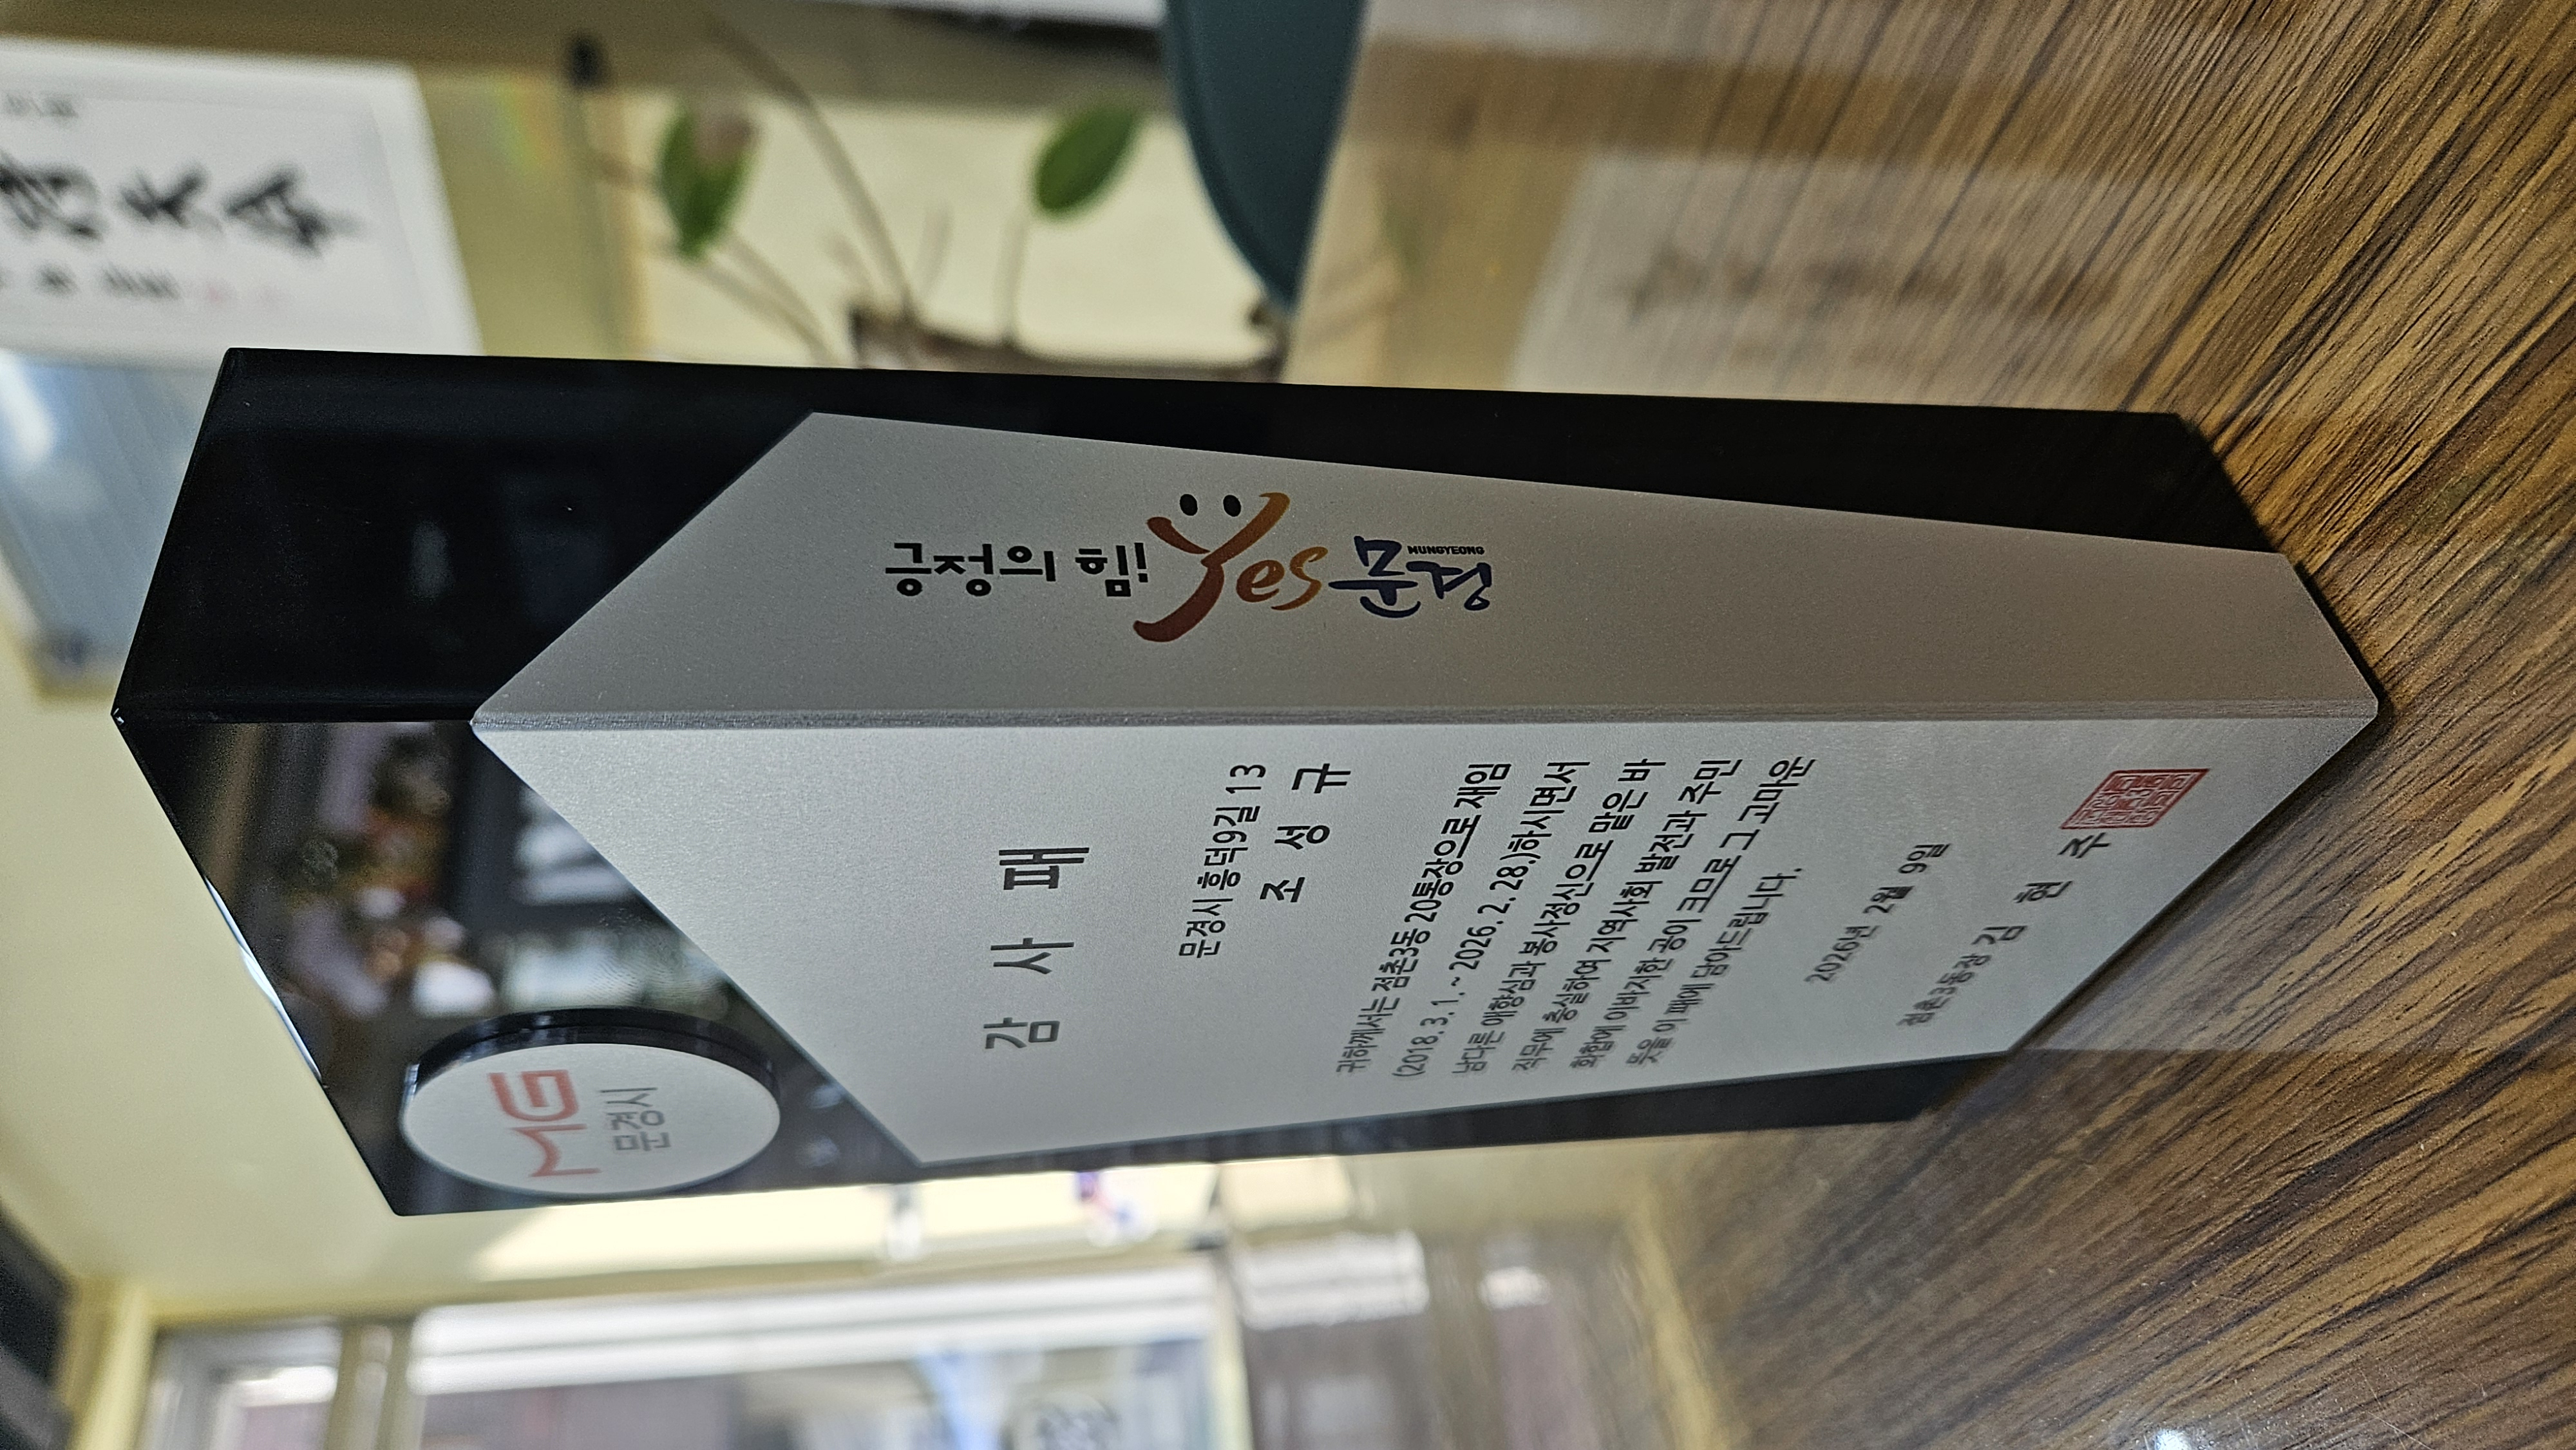 MG
문경시
감 사 패
문경시 흥덕9길 13
조 성 규
귀하께서는 점촌3동 20통장으로 재임
(2018. 3. 1. ~ 2026. 2. 28.)하시면서
남다른 애향심과 봉사정신으로 맡은 바
직무에 충실하여 지역사회 발전과 주민
화합에 이바지한 공이 크므로 그 고마운
뜻을 이 패에 담아드립니다.
2026년 2월 9일
점촌3동장 김 현 주
긍정의 힘!
Yes
문경
MUNGYEONG